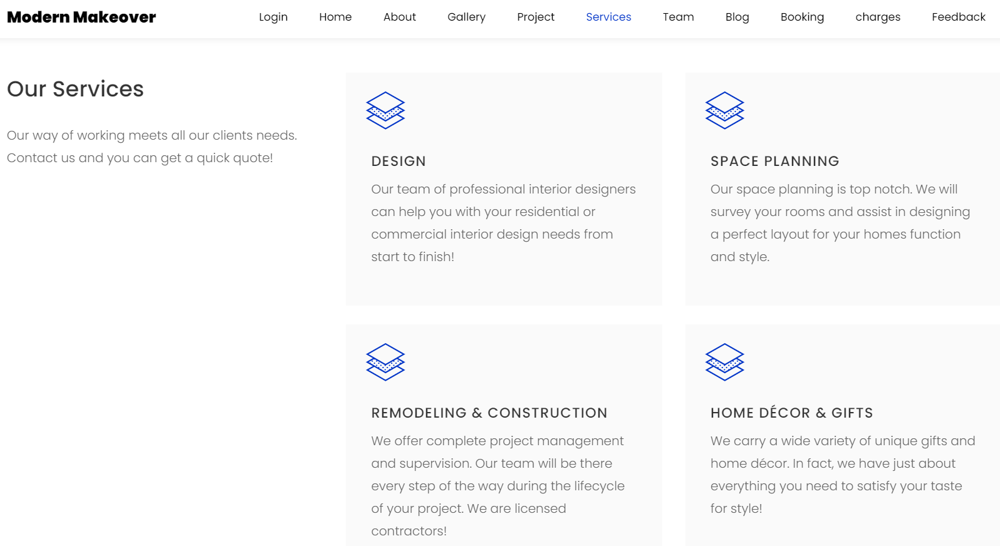 Modern Makeover
Login Home About Gallery Project Services Team Blog Booking charges Feedback
Our Services
Our way of working meets all our clients needs.
Contact us and you can get a quick quote!
DESIGN
Our team of professional interior designers
can help you with your residential or
commercial interior design needs from
start to finish!
SPACE PLANNING
Our space planning is top notch. We will
survey your rooms and assist in designing
a perfect layout for your homes function
and style.
REMODELING & CONSTRUCTION
We offer complete project management
and supervision. Our team will be there
every step of the way during the lifecycle
of your project. We are licensed
contractors!
HOME DÉCOR & GIFTS
We carry a wide variety of unique gifts and
home décor. In fact, we have just about
everything you need to satisfy your taste
for style!